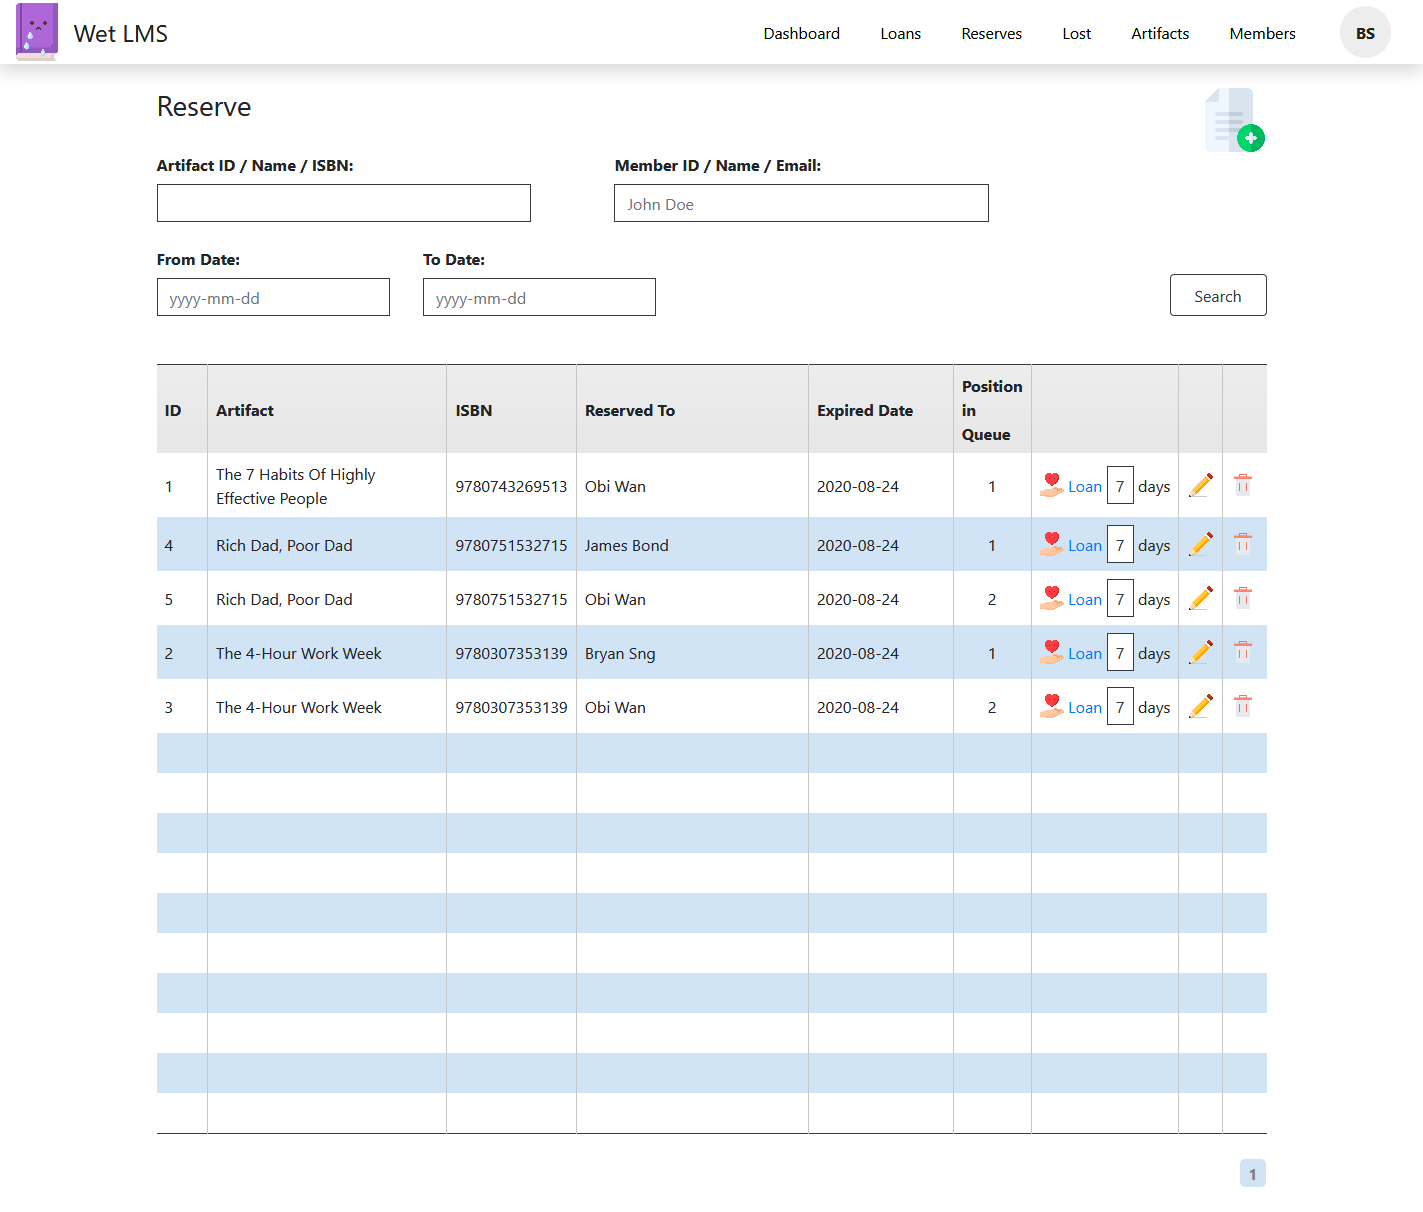 Wet LMS
Dashboard Loans Reserves Lost Artifacts Members BS
Reserve
Artifact ID / Name / ISBN: Member ID / Name / Email:
John Doe
From Date: To Date:
yyyy-mm-dd yyyy-mm-dd Search
ID Artifact ISBN Reserved To Expired Date Position in Queue
1 The 7 Habits Of Highly Effective People 9780743269513 Obi Wan 2020-08-24 1 Loan 7 days
4 Rich Dad, Poor Dad 9780751532715 James Bond 2020-08-24 1 Loan 7 days
5 Rich Dad, Poor Dad 9780751532715 Obi Wan 2020-08-24 2 Loan 7 days
2 The 4-Hour Work Week 9780307353139 Bryan Sng 2020-08-24 1 Loan 7 days
3 The 4-Hour Work Week 9780307353139 Obi Wan 2020-08-24 2 Loan 7 days
1